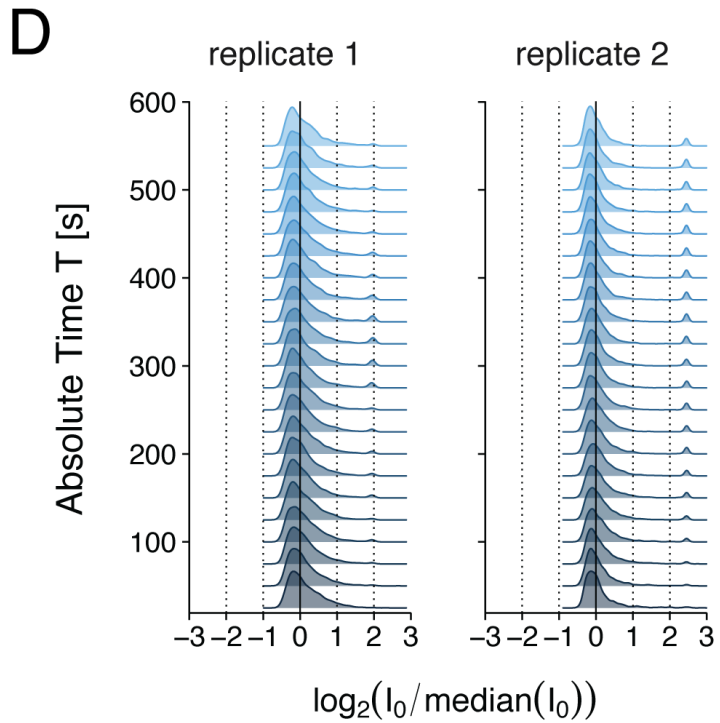 D
replicate 1 replicate 2
Absolute Time T [s]
600
500
400
300
200
100
−3 −2 −1 0 1 2 3 −3 −2 −1 0 1 2 3
log₂(I₀/median(I₀))